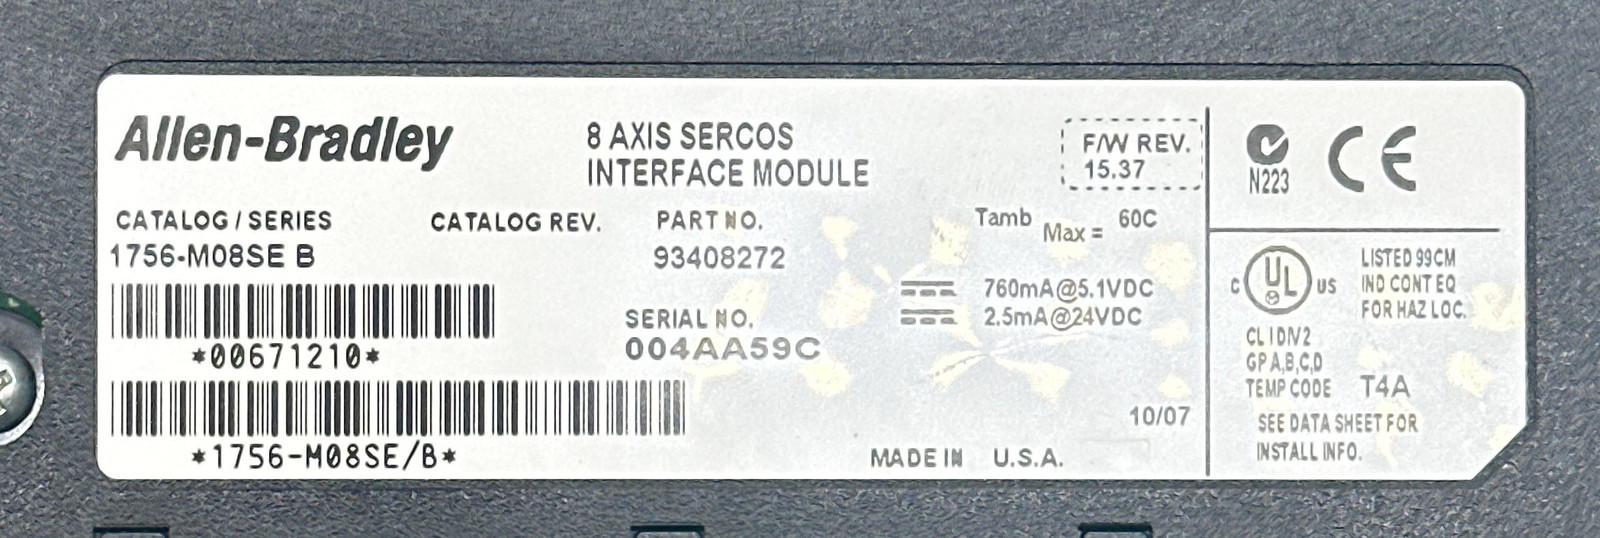 Allen-Bradley
8 AXIS SERCOS
INTERFACE MODULE
F/W REV.
15.37
N223
CE
CATALOG / SERIES
1756-M08SE B
CATALOG REV.
PART NO.
93408272
Tamb Max = 60C
*00671210*
SERIAL NO.
004AA59C
760mA@5.1VDC
2.5mA@24VDC
*1756-M08SE/B*
10/07
MADE IN U.S.A.
C UL US
LISTED 99CM
IND CONT EQ
FOR HAZ LOC.
CL I DIV2
GP A,B,C,D
TEMP CODE T4A
SEE DATA SHEET FOR
INSTALL INFO.